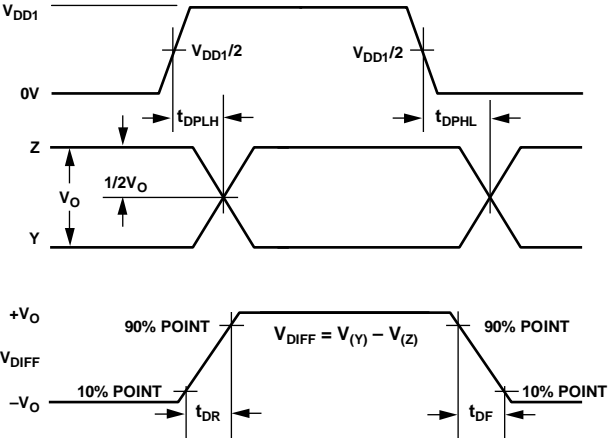 VDD1
VDD1/2
VDD1/2
0V
tDPLH
tDPHL
Z
VO
1/2VO
Y
+VO
90% POINT
VDIFF = V(Y) – V(Z)
90% POINT
VDIFF
10% POINT
10% POINT
–VO
tDR
tDF